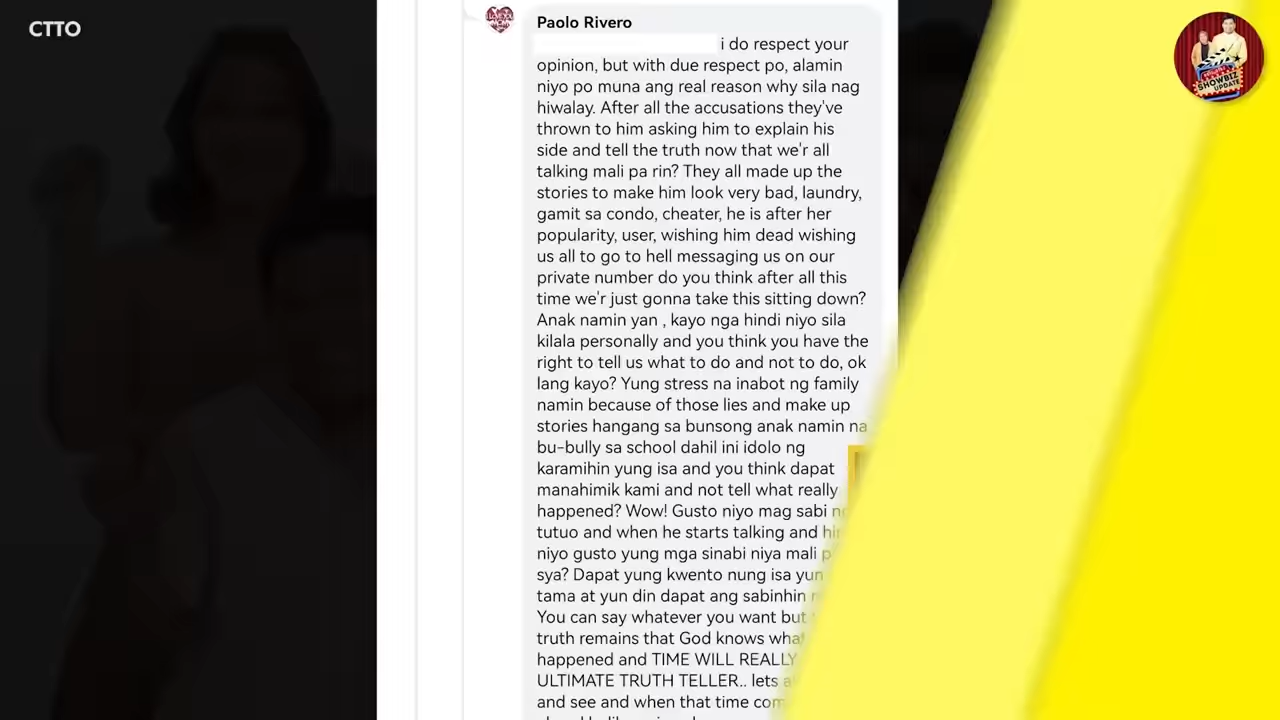 CTTO
I LOVE YOU
MOM
SHOWBIZ
UPDATE
Paolo Rivero
i do respect your
opinion, but with due respect po, alamin
niyo po muna ang real reason why sila nag
hiwalay. After all the accusations they've
thrown to him asking him to explain his
side and tell the truth now that we'r all
talking mali pa rin? They all made up the
stories to make him look very bad, laundry,
gamit sa condo, cheater, he is after her
popularity, user, wishing him dead wishing
us all to go to hell messaging us on our
private number do you think after all this
time we'r just gonna take this sitting down?
Anak namin yan , kayo nga hindi niyo sila
kilala personally and you think you have the
right to tell us what to do and not to do, ok
lang kayo? Yung stress na inabot ng family
namin because of those lies and make up
stories hangang sa bunsong anak namin na
bu-bully sa school dahil ini idolo ng
karamihin yung isa and you think dapat
manahimik kami and not tell what really
happened? Wow! Gusto niyo mag sabi
tutuo and when he starts talking and
niyo gusto yung mga sinabi niya mali
sya? Dapat yung kwento nung isa yun
tama at yun din dapat ang sabinhin
You can say whatever you want but
truth remains that God knows what
happened and TIME WILL REALLY
ULTIMATE TRUTH TELLER.. lets
and see and when that time